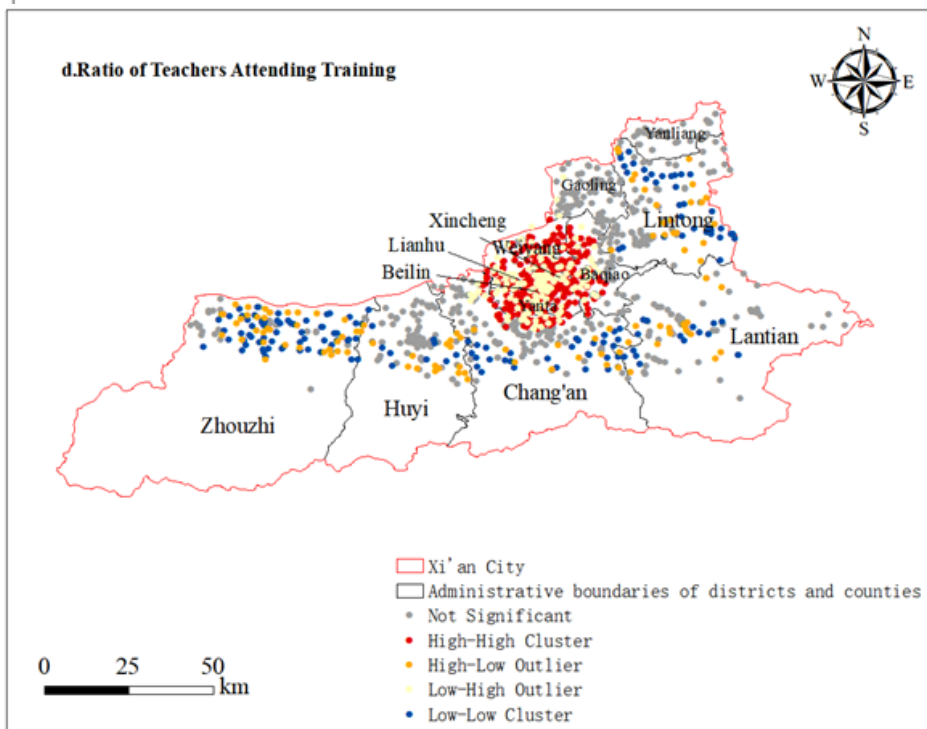 d.Ratio of Teachers Attending Training
N
W
E
S
Yanliang
Gaoling
Xincheng
Lintong
Lianhu
Weiyang
Beilin
Baqiao
Yanta
Lantian
Chang'an
Zhouzhi
Huyi
Xi'an City
Administrative boundaries of districts and counties
Not Significant
High-High Cluster
High-Low Outlier
Low-High Outlier
Low-Low Cluster
0 25 50
km